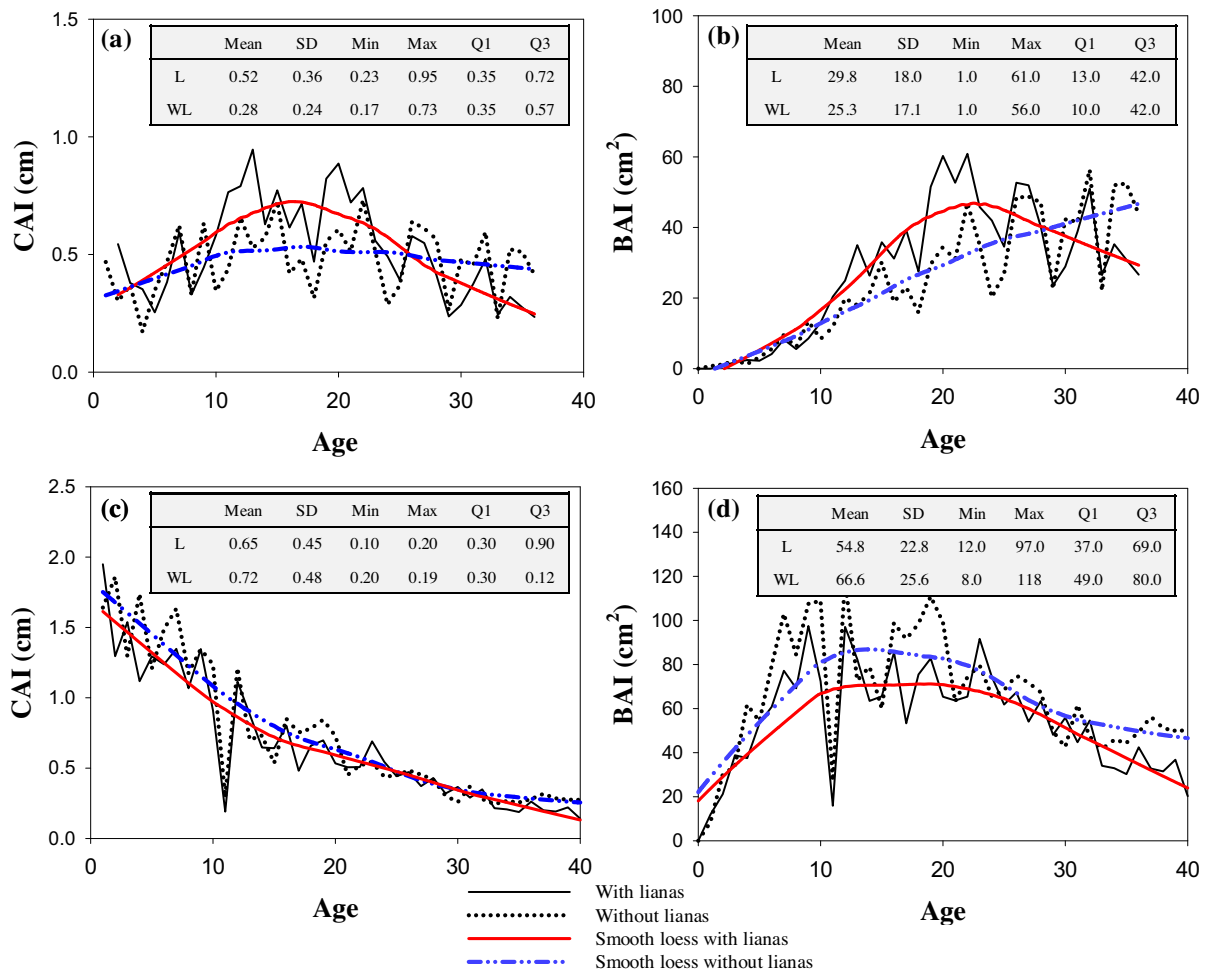 (a)
Mean SD Min Max Q1 Q3
L 0.52 0.36 0.23 0.95 0.35 0.72
WL 0.28 0.24 0.17 0.73 0.35 0.57
CAI (cm)
1.5
1.0
0.5
0.0
0 10 20 30 40
Age
(b)
Mean SD Min Max Q1 Q3
L 29.8 18.0 1.0 61.0 13.0 42.0
WL 25.3 17.1 1.0 56.0 10.0 42.0
BAI (cm²)
100
80
60
40
20
0
0 10 20 30 40
Age
(c)
Mean SD Min Max Q1 Q3
L 0.65 0.45 0.10 0.20 0.30 0.90
WL 0.72 0.48 0.20 0.19 0.30 0.12
CAI (cm)
2.5
2.0
1.5
1.0
0.5
0.0
0 10 20 30 40
Age
(d)
Mean SD Min Max Q1 Q3
L 54.8 22.8 12.0 97.0 37.0 69.0
WL 66.6 25.6 8.0 118 49.0 80.0
BAI (cm²)
160
140
120
100
80
60
40
20
0
0 10 20 30 40
Age
With lianas
Without lianas
Smooth loess with lianas
Smooth loess without lianas